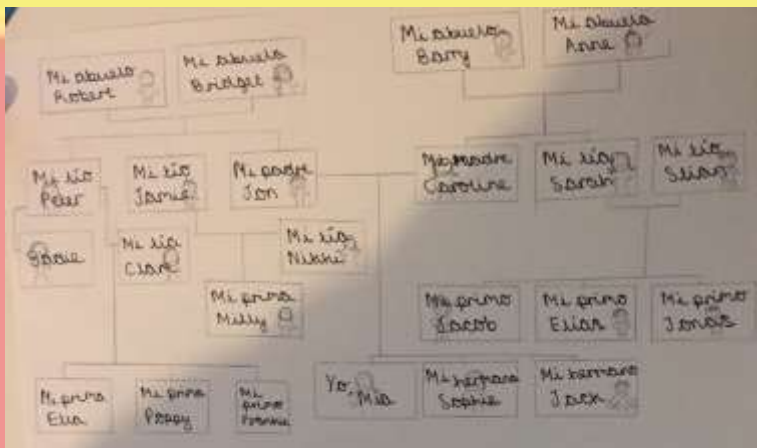 Mi abuelo
Robert
Mi abuela
Bridget
Mi abuelo
Barry
Mi abuela
Anne
Mi tío
Peter
Mi tío
Jamie
Mi padre
Jon
Mi madre
Caroline
Mi tía
Sarah
Mi tío
Mi tía
Clare
Mi tía
Nikki
Mi prima
Milly
Mi primo
Jacob
Mi primo
Elias
Mi primo
Jonas
Mi prima
Ella
Mi prima
Poppy
Mi
primo
Yo,
Mia
Mi hermana
Sophie
Mi hermano
Jack